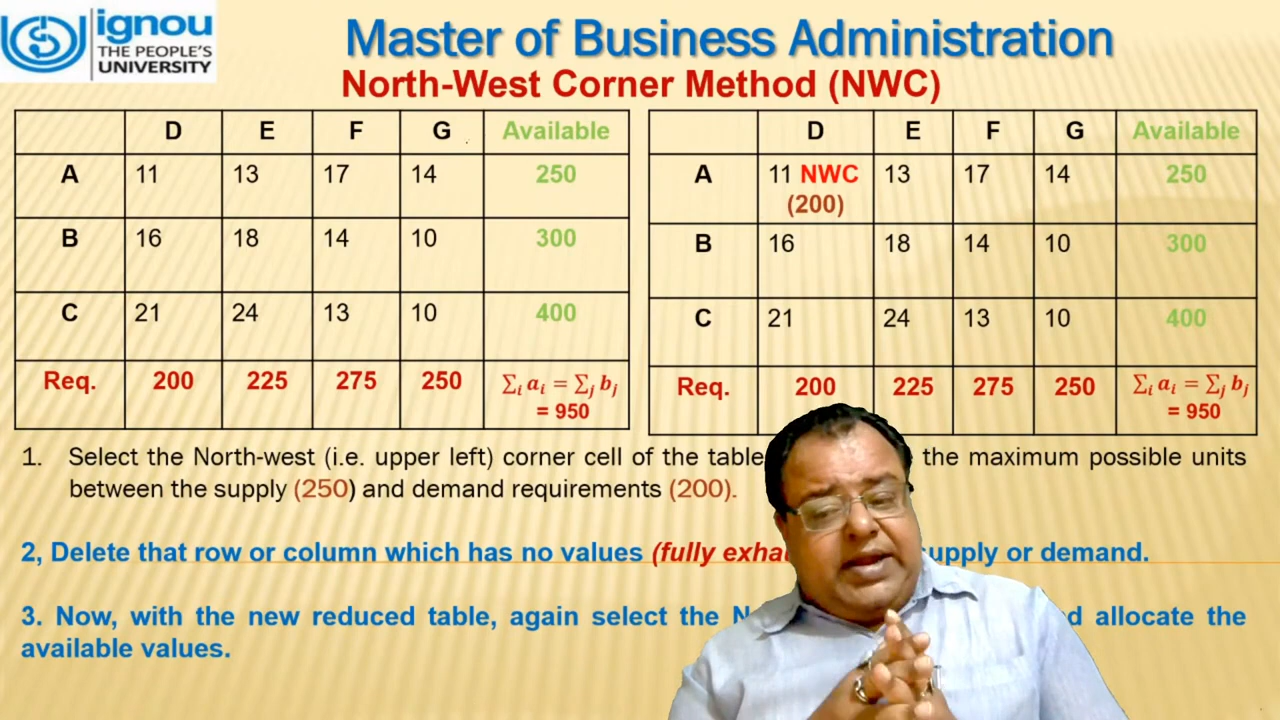 ignou
THE PEOPLE'S
UNIVERSITY
Master of Business Administration
North-West Corner Method (NWC)
D E F G Available
A 11 13 17 14 250
B 16 18 14 10 300
C 21 24 13 10 400
Req. 200 225 275 250 ∑ᵢ aᵢ = ∑ⱼ bⱼ
= 950
D E F G Available
A 11 NWC 13 17 14 250
(200)
B 16 18 14 10 300
C 21 24 13 10 400
Req. 200 225 275 250 ∑ᵢ aᵢ = ∑ⱼ bⱼ
= 950
1. Select the North-west (i.e. upper left) corner cell of the table the maximum possible units
between the supply (250) and demand requirements (200).
2, Delete that row or column which has no values (fully supply or demand.
3. Now, with the new reduced table, again select the allocate the
available values.